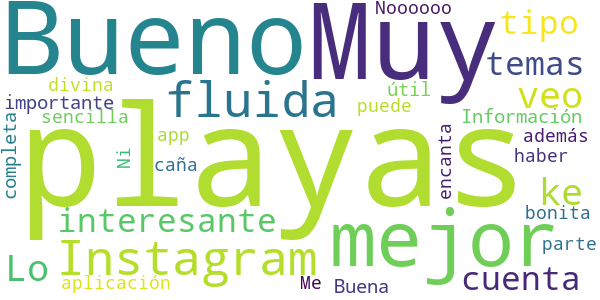 Bueno
Muy
Noooooo
tipo
temas
divina
importante
fluida
puede
útil
veo
sencilla
Información
completa
playas
app
además
Ni
caña
encanta
haber
ke
interesante
mejor
bonita
Lo
Instagram
parte
aplicación
Me
Buena
cuenta